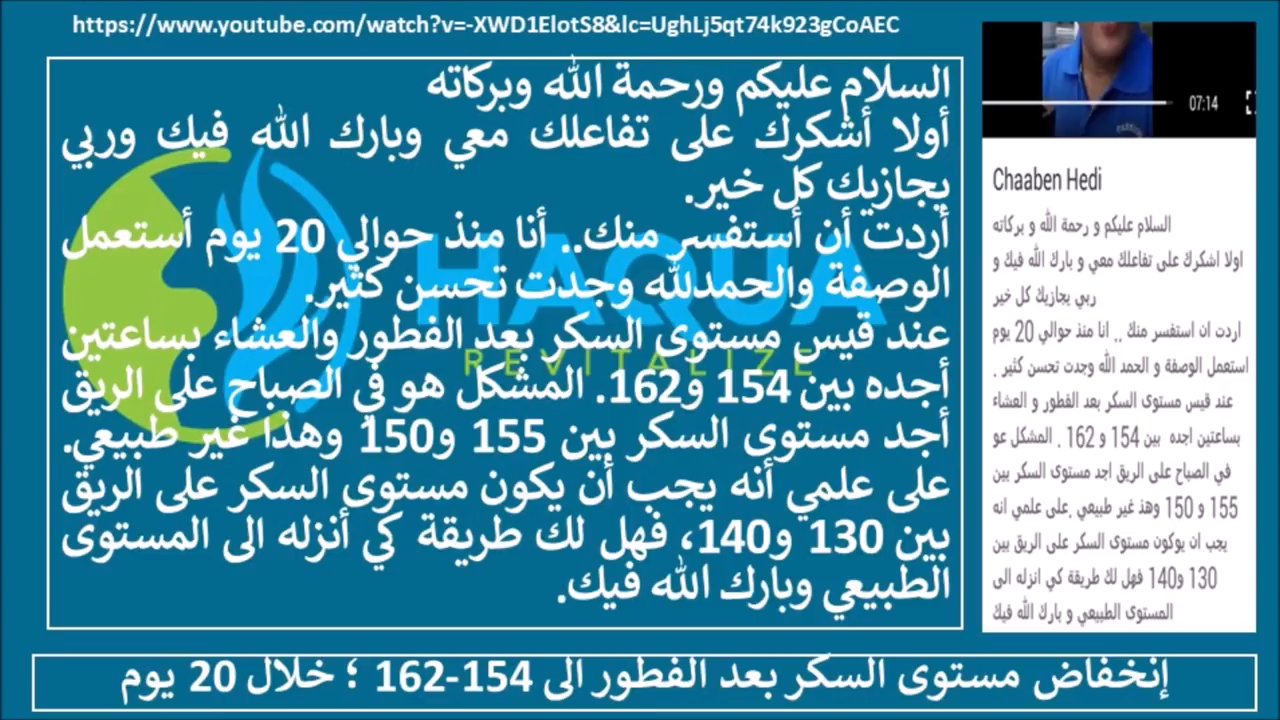 https://www.youtube.com/watch?v=-XWD1ElotS8&lc=UghLj5qt74k923gCoAEC
السلام عليكم ورحمة الله وبركاته
أولا أشكرك على تفاعلك معي وبارك الله فيك وربي
يجازيك كل خير.
أردت أن أستفسر منك.. أنا منذ حوالي 20 يوم أستعمل
الوصفة والحمدلله وجدت تحسن كثير.
عند قيس مستوى السكر بعد الفطور والعشاء بساعتين
أجده بين 154 و162. المشكل هو في الصباح على الريق
أجد مستوى السكر بين 155 و150 وهذا غير طبيعي.
على علمي أنه يجب أن يكون مستوى السكر على الريق
بين 130 و140، فهل لك طريقة كي أنزله الى المستوى
الطبيعي وبارك الله فيك.
HAQUA
REVITALIZE
07:14
Chaaben Hedi
السلام عليكم و رحمة الله و بركاته
اولا اشكرك على تفاعلك معي و بارك الله فيك و
ربي يجازيك كل خير
اردت ان استفسر منك .. انا منذ حوالي 20 يوم
استعمل الوصفة و الحمد الله وجدت تحسن كثير .
عند قيس مستوى السكر بعد الفطور و العشاء
بساعتين اجده بين 154 و 162 . المشكل عو
في الصباح على الريق اجد مستوى السكر بين
155 و 150 وهذ غير طبيعي .على علمي انه
يجب ان يوكون مستوى السكر على الريق بين
130 و140 فهل لك طريقة كي انزله الى
المستوى الطبيعي و بارك الله فيك
إنخفاض مستوى السكر بعد الفطور الى 154-162 ؛ خلال 20 يوم